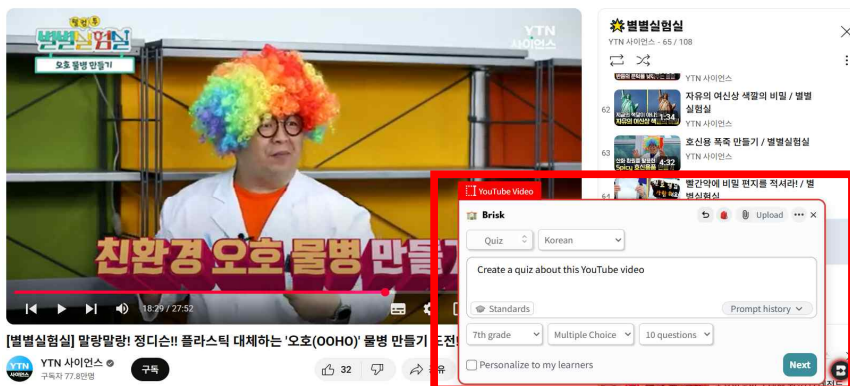 웰컴 투
별별실험실
오호 물병 만들기
YTN
사이언스
친환경 오호 물병 만들기
18:29 / 27:52
[별별실험실] 말랑말랑! 정디슨!! 플라스틱 대체하는 '오호(OOHO)' 물병 만들기 도전!
YTN 사이언스
구독자 77.8만명
구독
32
공유
별별실험실
YTN 사이언스 - 65 / 108
YTN 사이언스
62
1:34
자유의 여신상 색깔의 비밀 / 별별
실험실
YTN 사이언스
63
4:32
호신용 폭죽 만들기 / 별별실험실
YTN 사이언스
64
빨간약에 비밀 편지를 적셔라! / 별
별실험실
YouTube Video
Brisk
Upload
Quiz
Korean
Create a quiz about this YouTube video
Standards
Prompt history
7th grade
Multiple Choice
10 questions
Personalize to my learners
Next